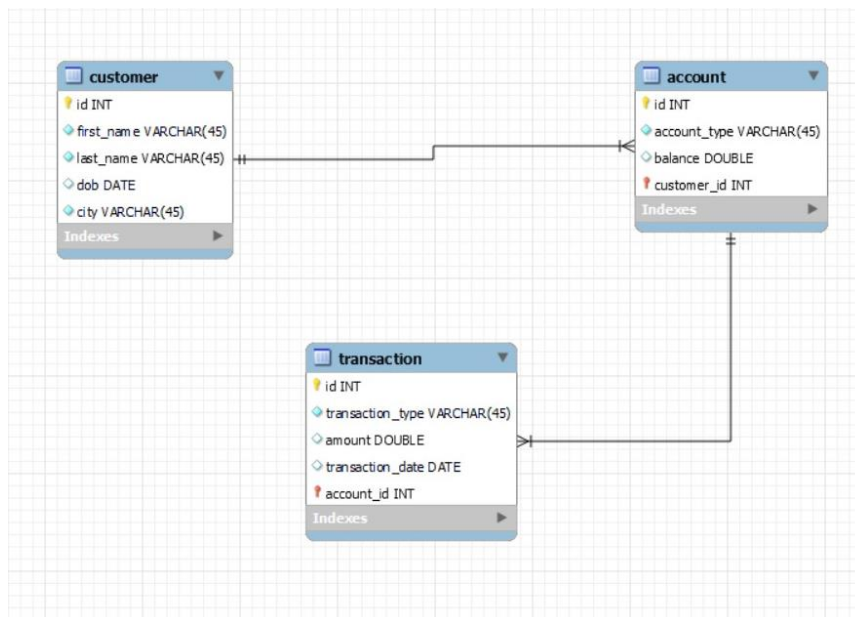 customer
id INT
first_name VARCHAR(45)
last_name VARCHAR(45)
dob DATE
city VARCHAR(45)
Indexes
account
id INT
account_type VARCHAR(45)
balance DOUBLE
customer_id INT
Indexes
transaction
id INT
transaction_type VARCHAR(45)
amount DOUBLE
transaction_date DATE
account_id INT
Indexes